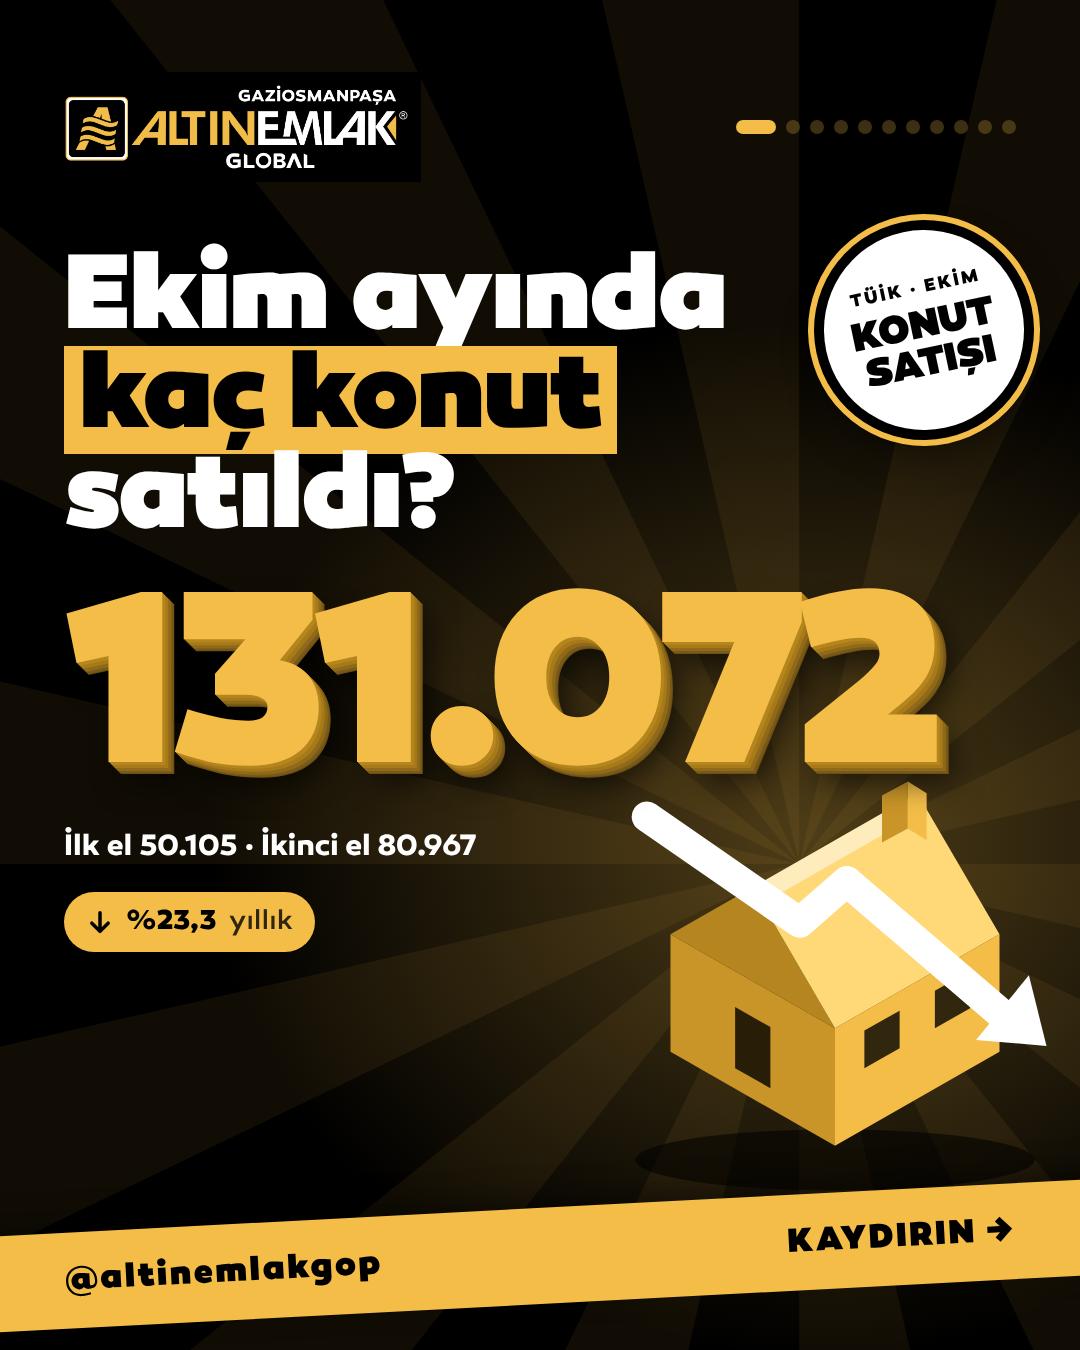 GAZİOSMANPAŞA
ALTINEMLAK®
GLOBAL
Ekim ayında
kaç konut
satıldı?
TÜİK · EKİM
KONUT
SATIŞI
131.072
İlk el 50.105 · İkinci el 80.967
↓ %23,3 yıllık
@altinemlakgop
KAYDIRIN →